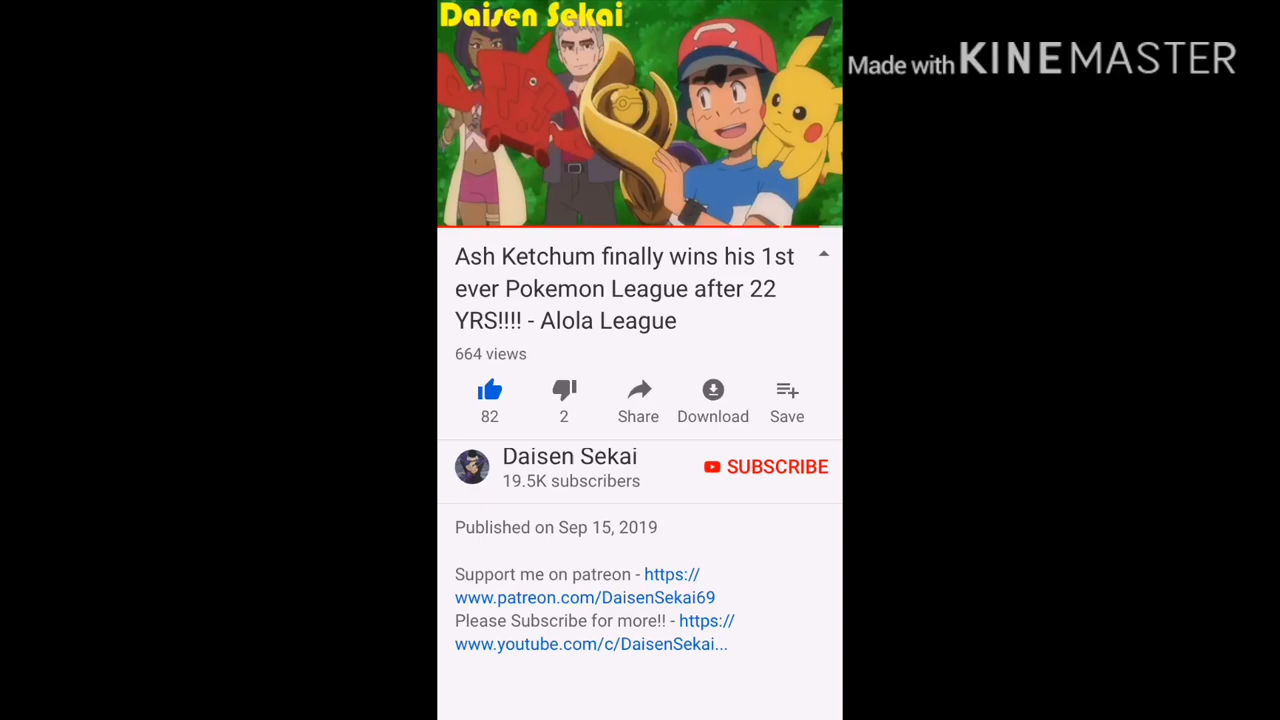 Daisen Sekai
Made with KINEMASTER
Ash Ketchum finally wins his 1st
ever Pokemon League after 22
YRS!!!! - Alola League
664 views
82
2
Share
Download
Save
Daisen Sekai
19.5K subscribers
SUBSCRIBE
Published on Sep 15, 2019
Support me on patreon - https://
www.patreon.com/DaisenSekai69
Please Subscribe for more!! - https://
www.youtube.com/c/DaisenSekai...